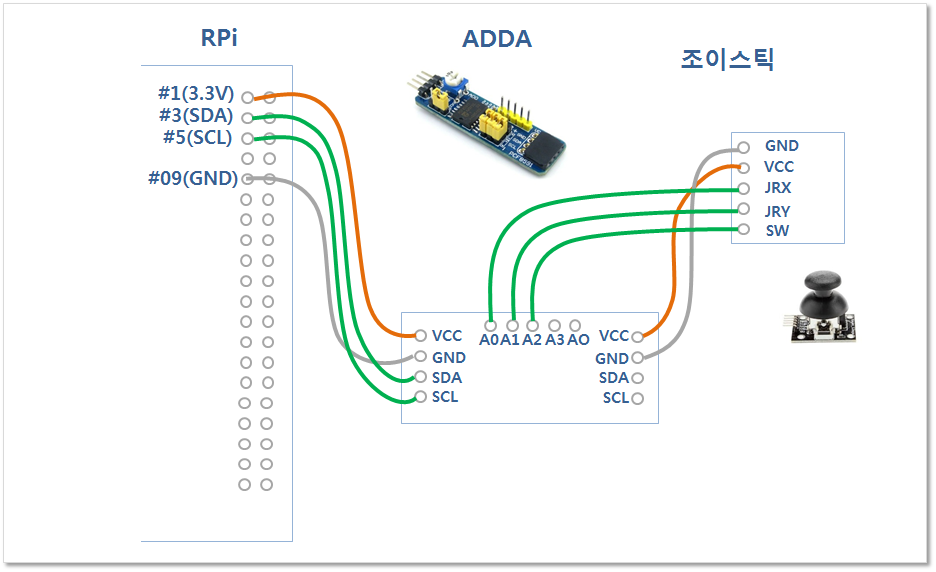 RPi
ADDA
조이스틱
#1(3.3V)
#3(SDA)
#5(SCL)
#09(GND)
GND
VCC
JRX
JRY
SW
A0 A1 A2 A3 AO
VCC
GND
SDA
SCL
VCC
GND
SDA
SCL
PCF8591